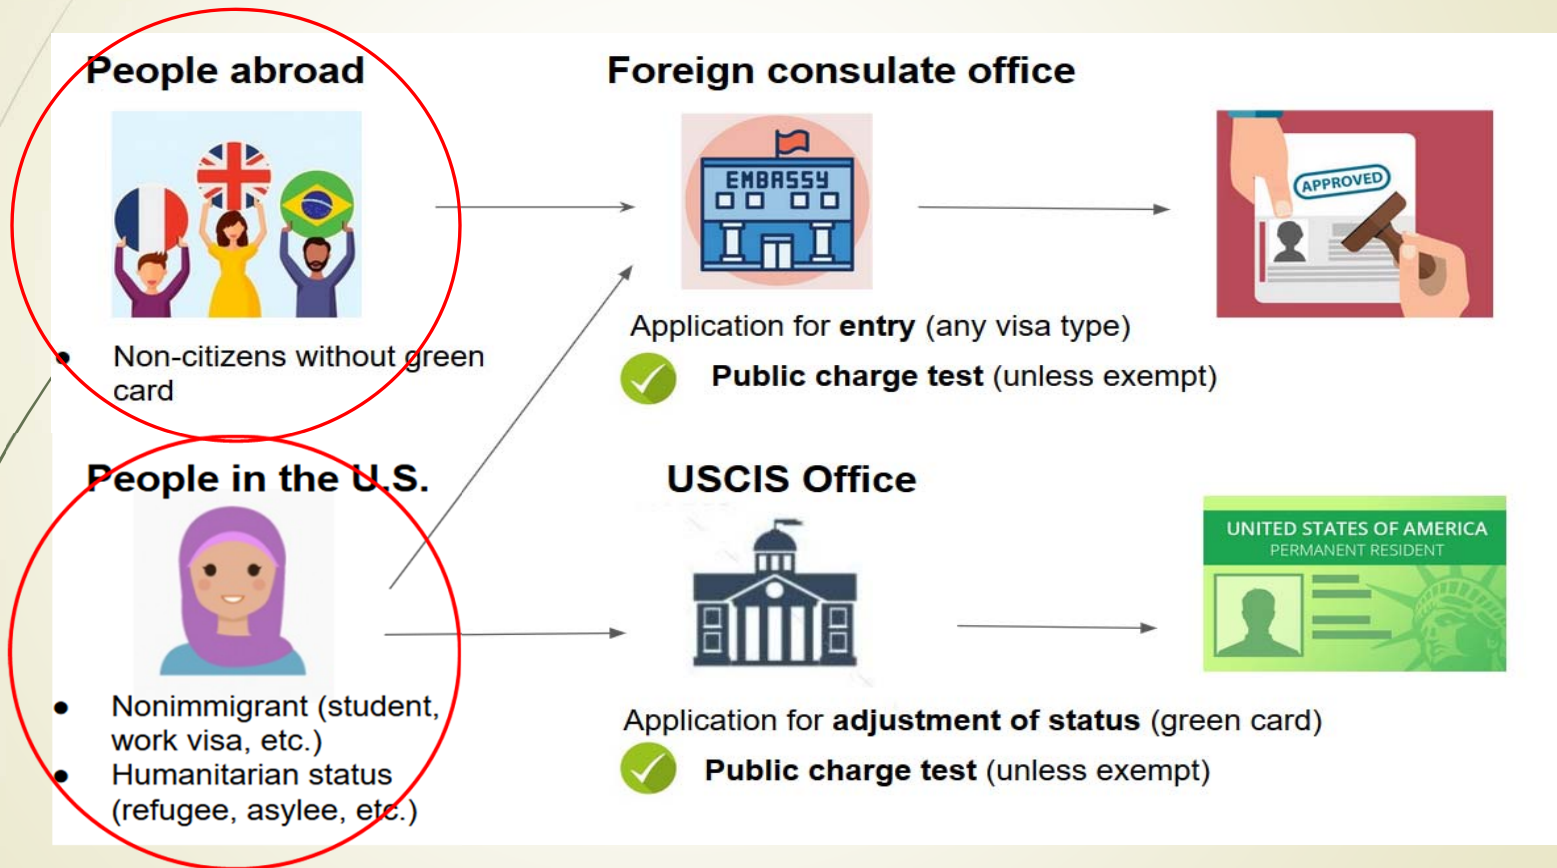 People abroad
● Non-citizens without green
card
Foreign consulate office
EMBASSY
Application for entry (any visa type)
Public charge test (unless exempt)
APPROVED
People in the U.S.
● Nonimmigrant (student,
work visa, etc.)
● Humanitarian status
(refugee, asylee, etc.)
USCIS Office
Application for adjustment of status (green card)
Public charge test (unless exempt)
UNITED STATES OF AMERICA
PERMANENT RESIDENT